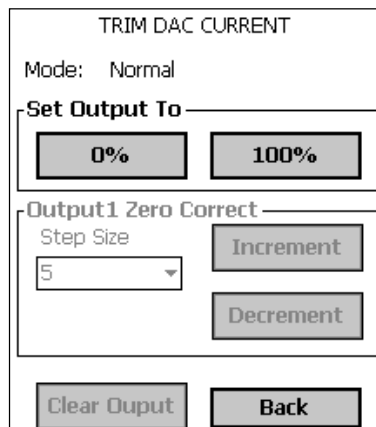 TRIM DAC CURRENT
Mode: Normal
Set Output To
0% 100%
Output1 Zero Correct
Step Size
Increment
5
Decrement
Clear Ouput Back